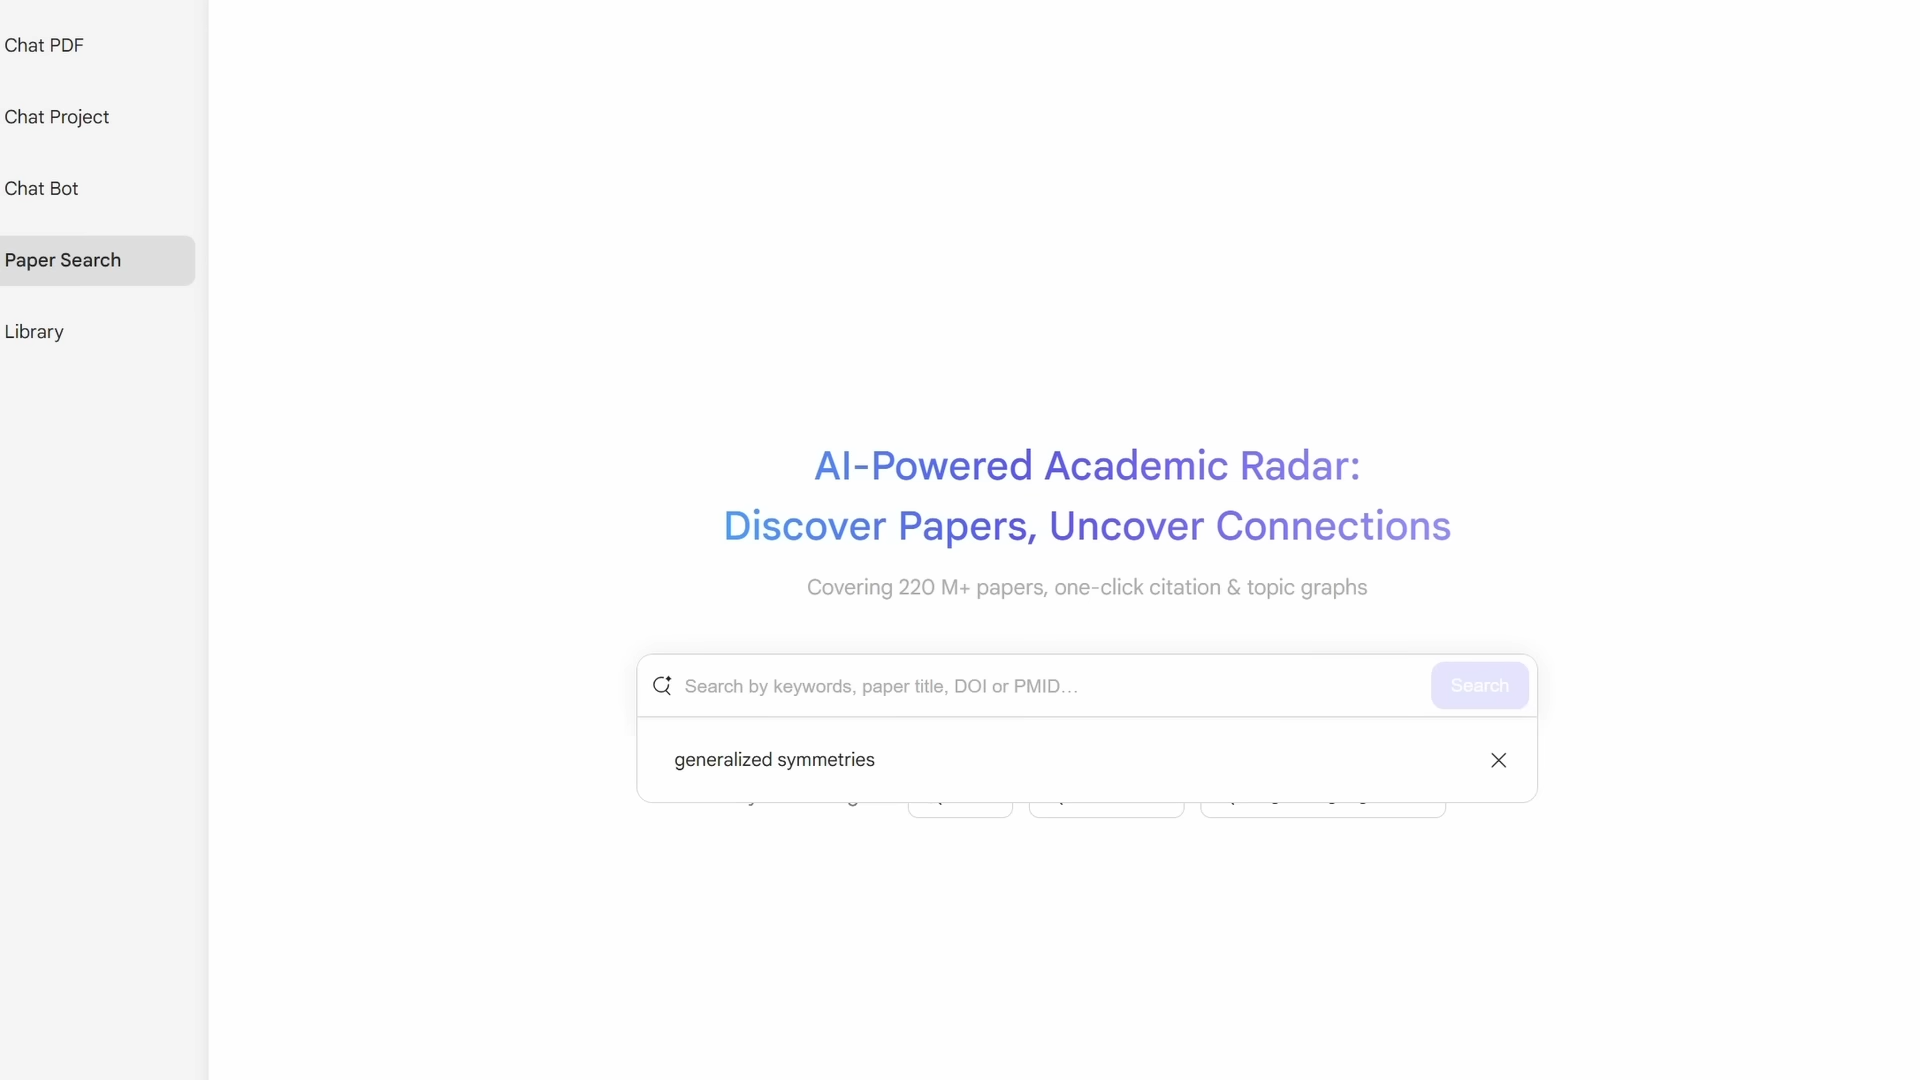 Chat PDF
Chat Project
Chat Bot
Paper Search
Library
AI-Powered Academic Radar:
Discover Papers, Uncover Connections
Covering 220 M+ papers, one-click citation & topic graphs
Search by keywords, paper title, DOI or PMID...
Search
generalized symmetries